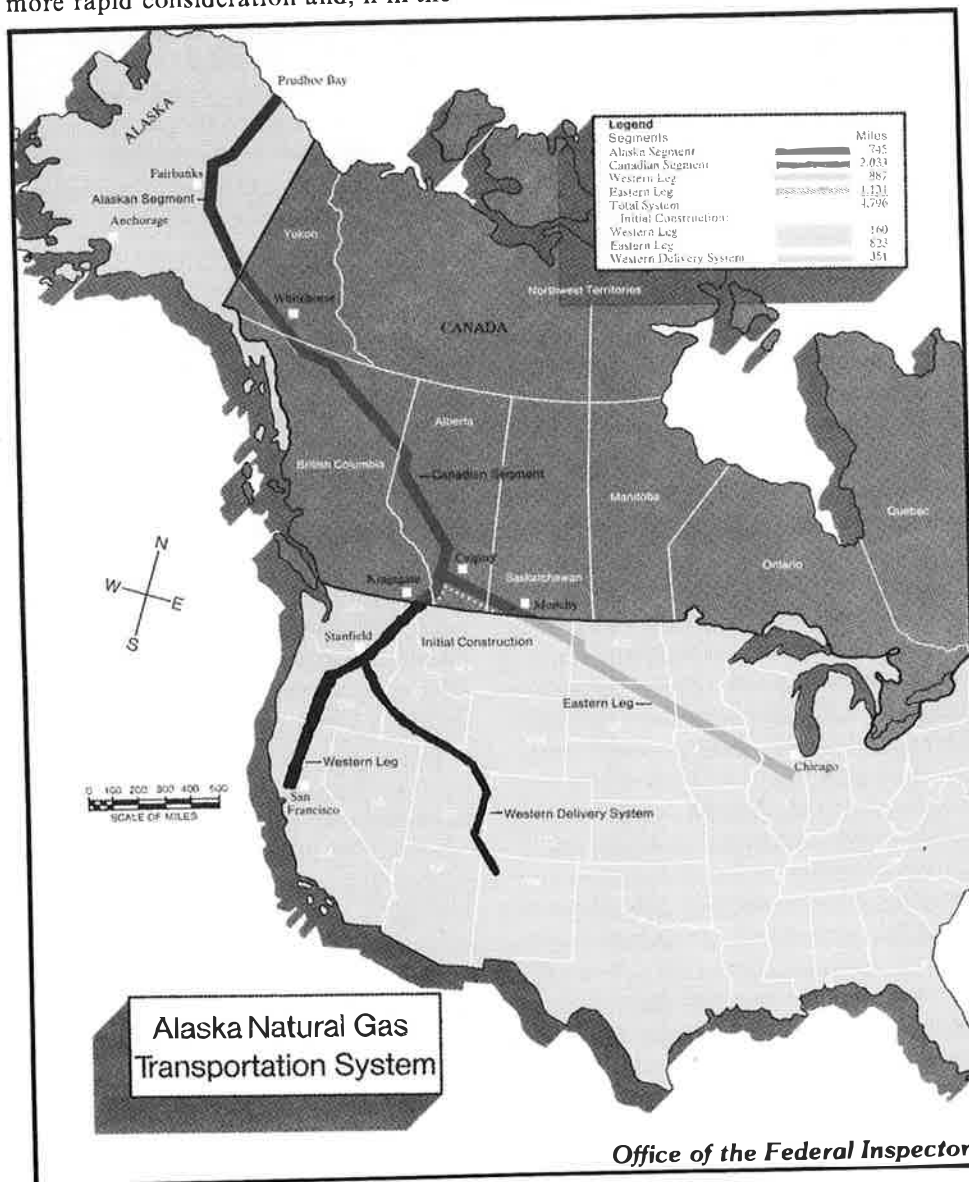 more rapid consideration and, if in the
Prudhoe Bay
ALASKA
Fairbanks
Alaskan Segment
Anchorage
Yukon
Whitehorse
Legend
Segments Miles
Alaska Segment 745
Canadian Segment 2,033
Western Leg 887
Eastern Leg 1,131
Total System 4,796
Initial Construction:
Western Leg 160
Eastern Leg 823
Western Delivery System 351
Northwest Territories
CANADA
Alberta
British Columbia
Canadian Segment
Manitoba
Quebec
Ontario
Calgary
Saskatchewan
Kingsgate
Monchy
N
W E
S
Stanfield
Initial Construction
Eastern Leg
Western Leg
Chicago
San
Francisco
Western Delivery System
0 100 200 300 400 500
SCALE OF MILES
Alaska Natural Gas
Transportation System
Office of the Federal Inspector